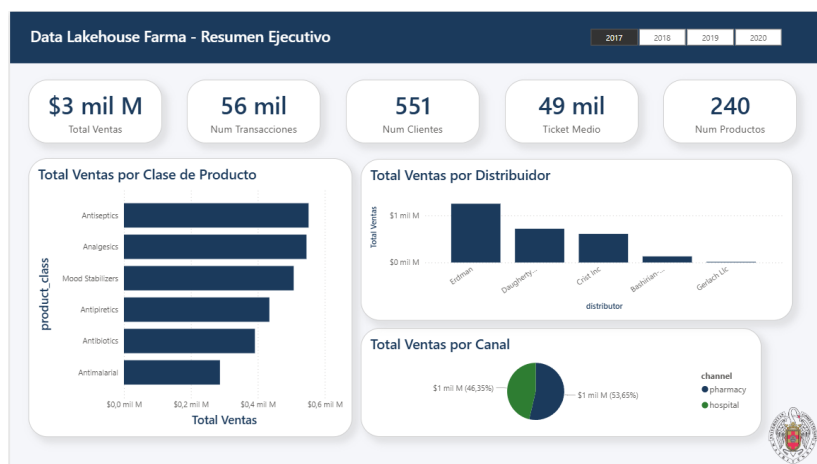 Data Lakehouse Farma - Resumen Ejecutivo
2017 2018 2019 2020
$3 mil M
Total Ventas
56 mil
Num Transacciones
551
Num Clientes
49 mil
Ticket Medio
240
Num Productos
Total Ventas por Clase de Producto
product_class
Antiseptics
Analgesics
Mood Stabilizers
Antipiretics
Antibiotics
Antimalarial
$0,0 mil M $0,2 mil M $0,4 mil M $0,6 mil M
Total Ventas
Total Ventas por Distribuidor
Total Ventas
$1 mil M
$0 mil M
Erdman
Daugherty...
Crist Inc
Bashirian-...
Gerlach Llc
distributor
Total Ventas por Canal
$1 mil M (46,35%)
$1 mil M (53,65%)
channel
pharmacy
hospital